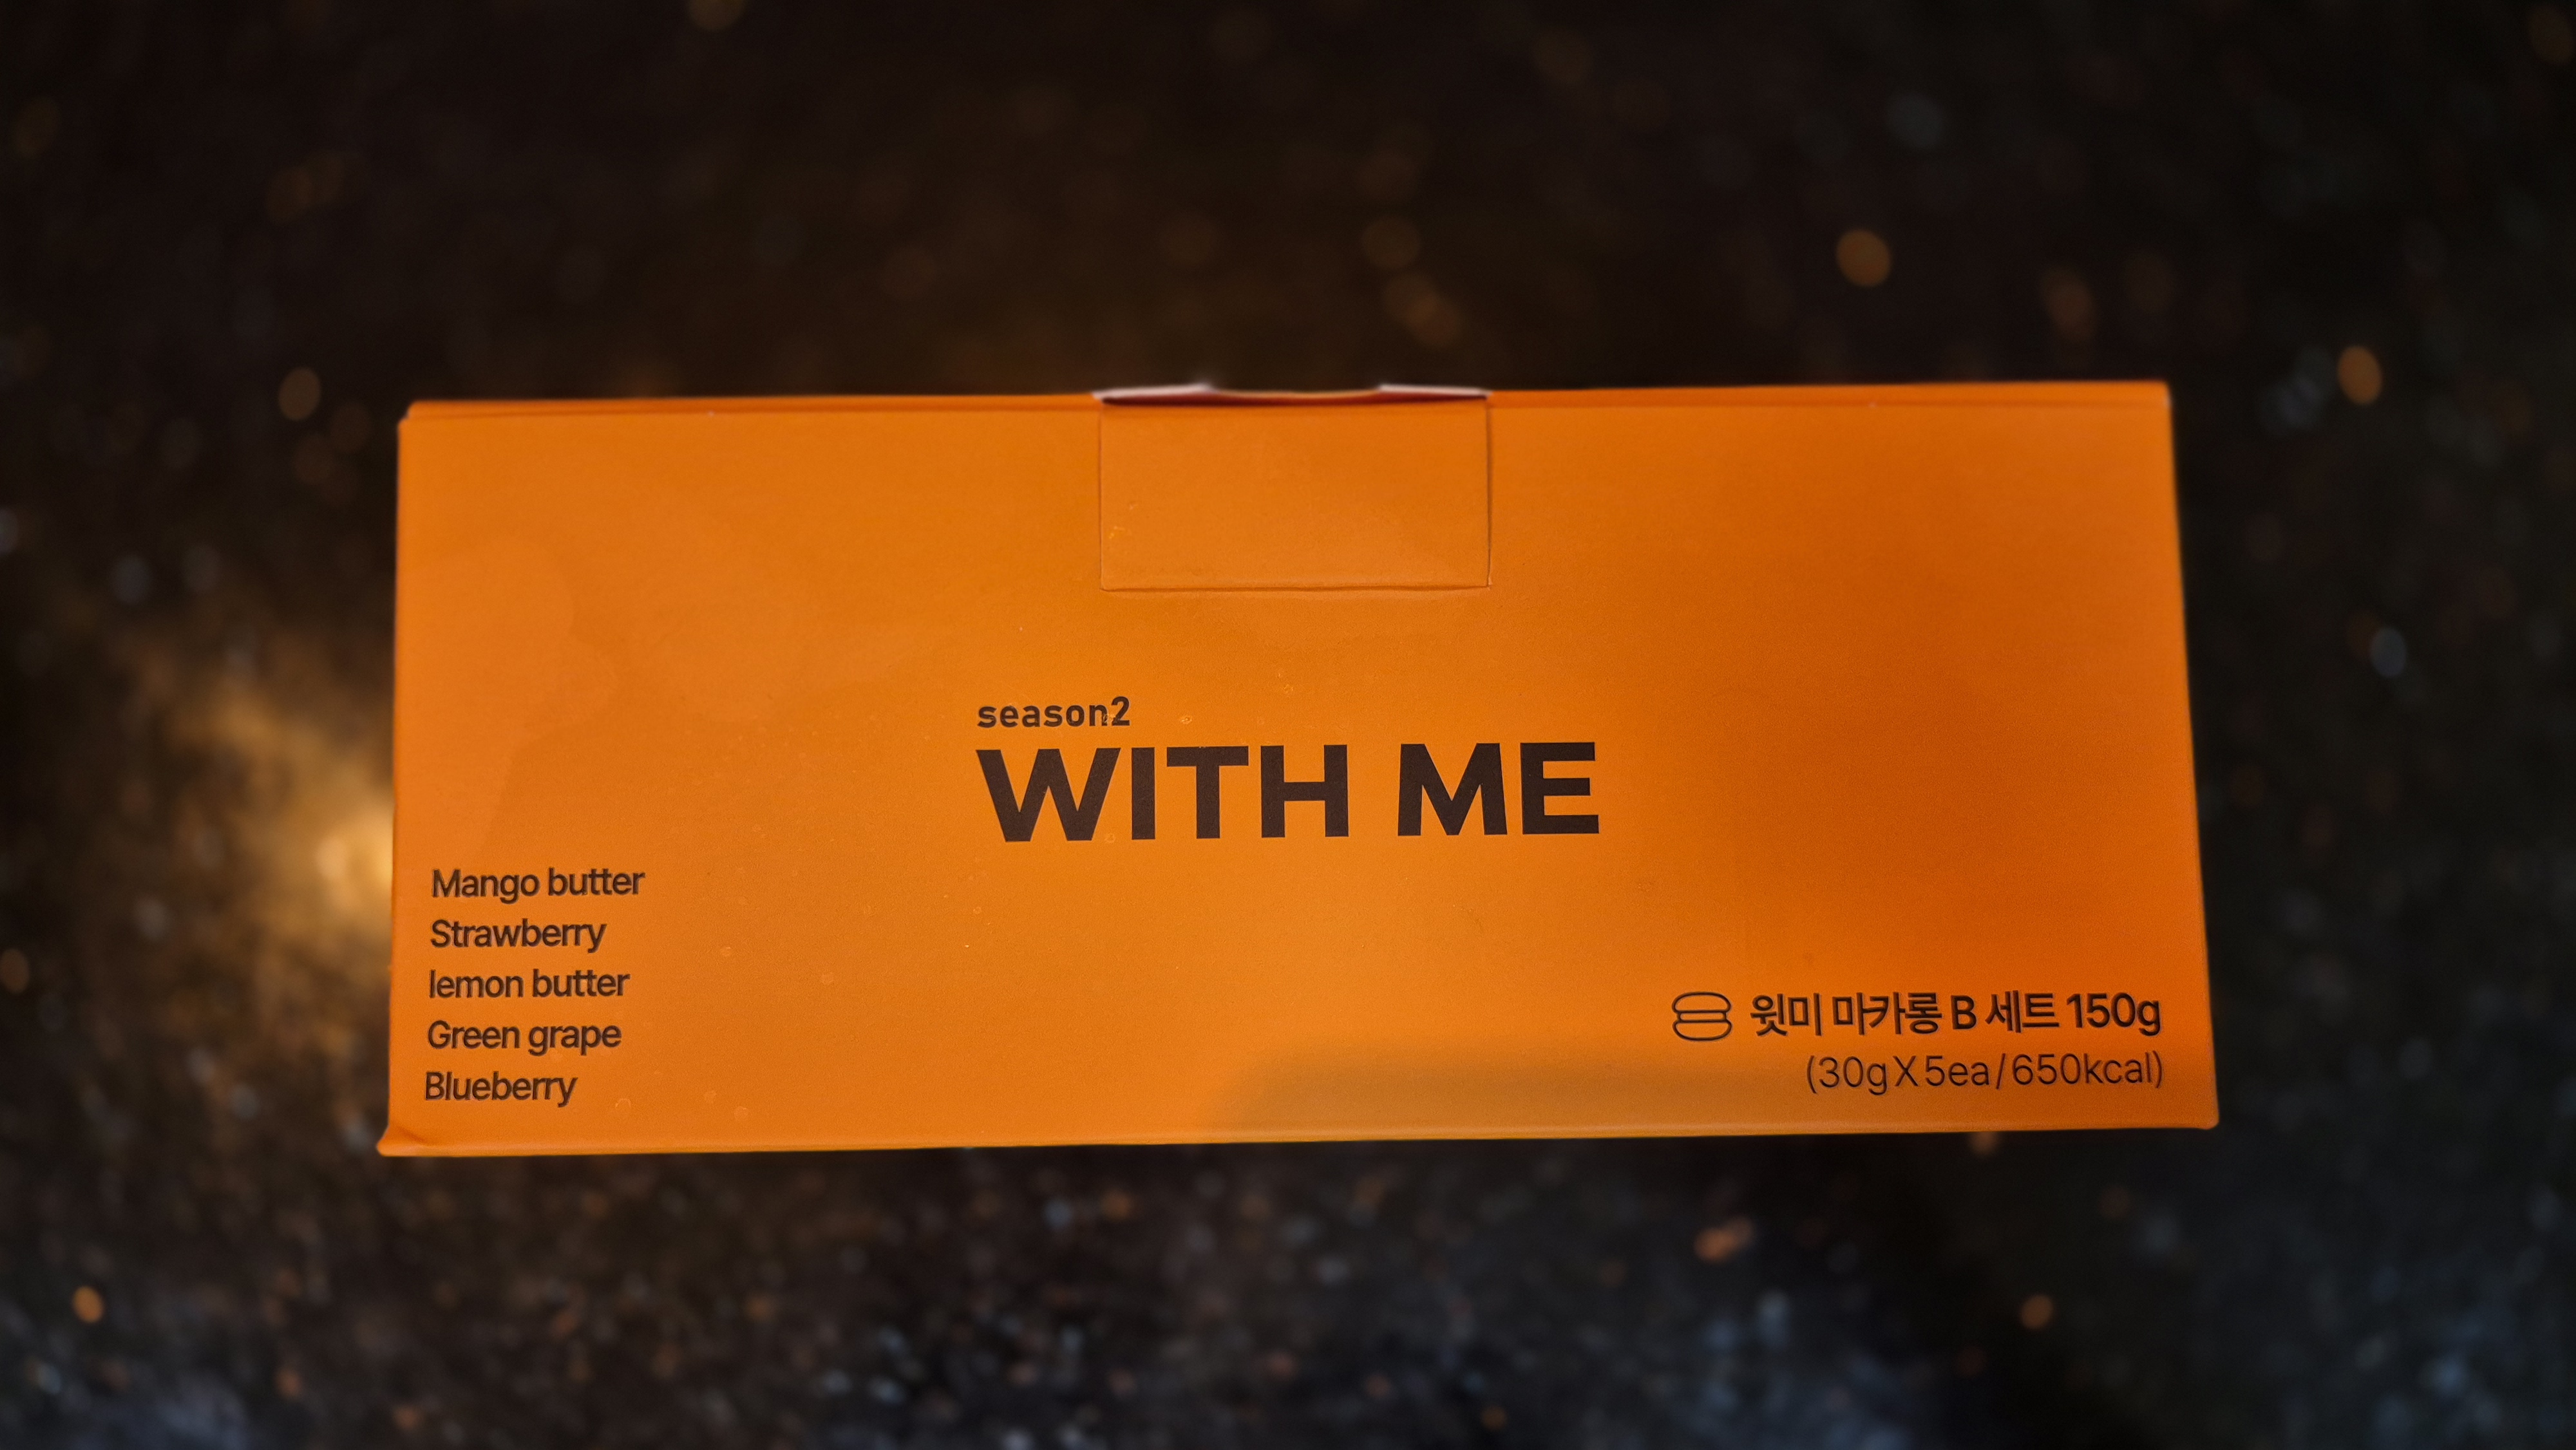 season2
WITH ME
Mango butter
Strawberry
lemon butter
Green grape
Blueberry
윗미 마카롱 B 세트 150g
(30g X 5ea / 650kcal)